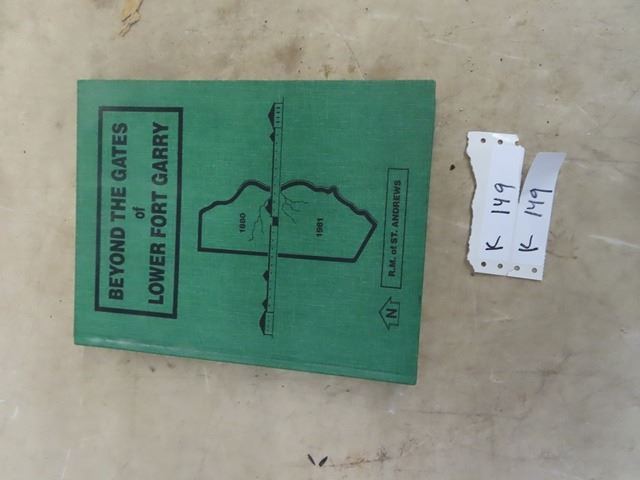 BEYOND THE GATES
of
LOWER FORT GARRY
1880
1981
R.M. of ST. ANDREWS
N
K 149
K 149